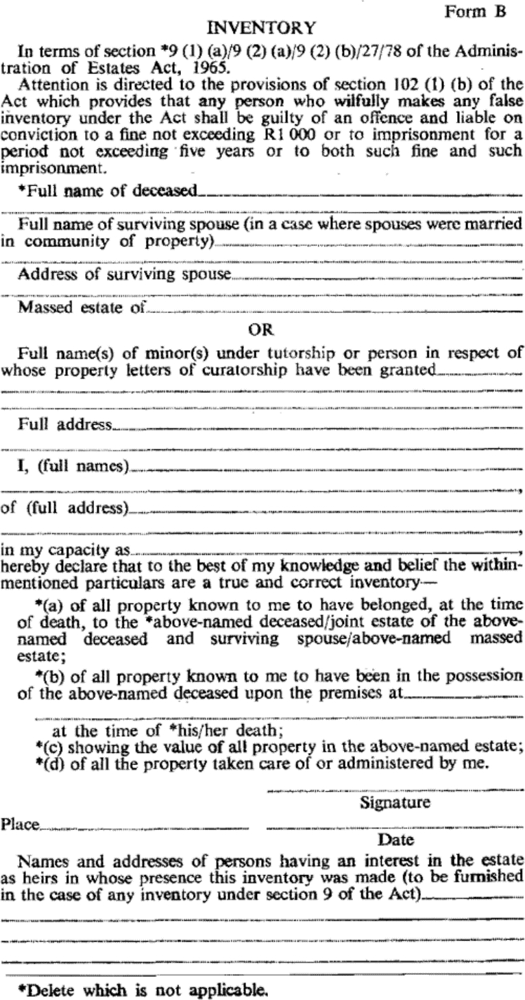 Form B
INVENTORY
In terms of section *9 (1) (a)/9 (2) (a)/9 (2) (b)/27/78 of the Adminis-
tration of Estates Act, 1965.
Attention is directed to the provisions of section 102 (1) (b) of the
Act which provides that any person who wilfully makes any false
inventory under the Act shall be guilty of an offence and liable on
conviction to a fine not exceeding R1 000 or to imprisonment for a
period not exceeding five years or to both such fine and such
imprisonment.
*Full name of deceased
Full name of surviving spouse (in a case where spouses were married
in community of property)
Address of surviving spouse
Massed estate of
OR
Full name(s) of minor(s) under tutorship or person in respect of
whose property letters of curatorship have been granted
Full address
I, (full names)
,
of (full address)
,
in my capacity as ,
hereby declare that to the best of my knowledge and belief the within-
mentioned particulars are a true and correct inventory—
*(a) of all property known to me to have belonged, at the time
of death, to the *above-named deceased/joint estate of the above-
named deceased and surviving spouse/above-named massed
estate;
*(b) of all property known to me to have been in the possession
of the above-named deceased upon the premises at
at the time of *his/her death;
*(c) showing the value of all property in the above-named estate;
*(d) of all the property taken care of or administered by me.
Signature
Place
Date
Names and addresses of persons having an interest in the estate
as heirs in whose presence this inventory was made (to be furnished
in the case of any inventory under section 9 of the Act)
*Delete which is not applicable.